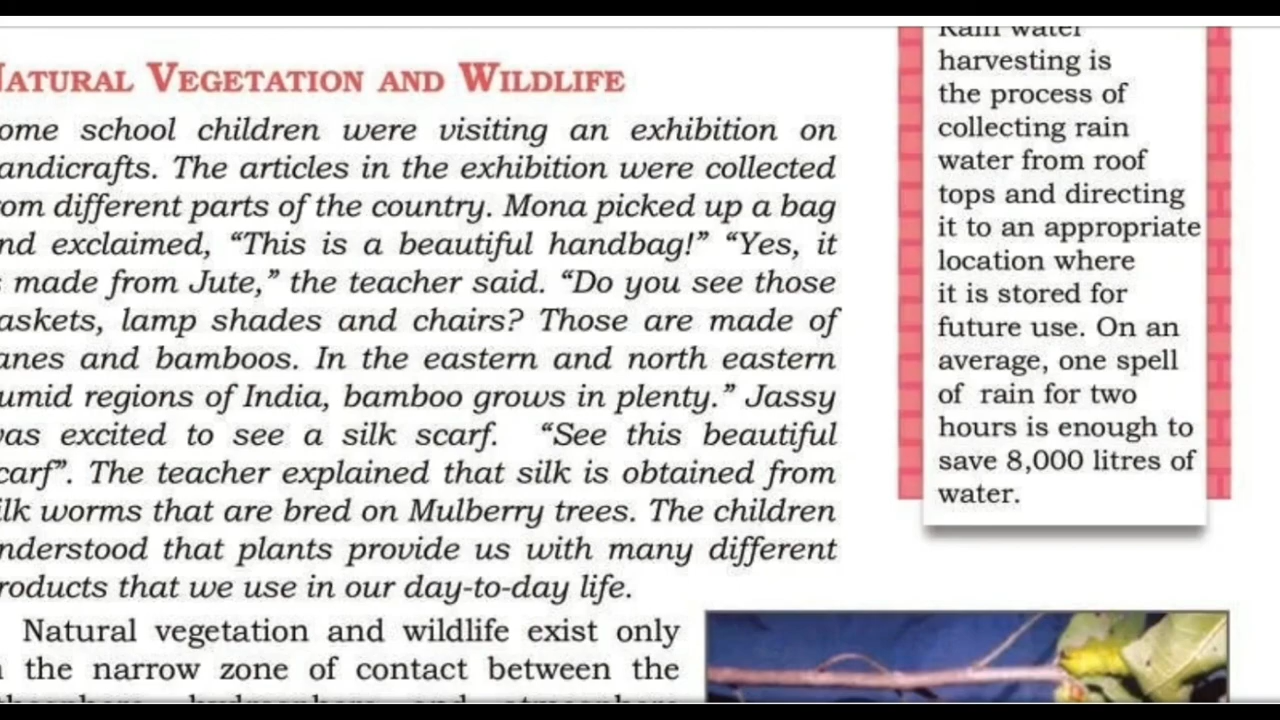 NATURAL VEGETATION AND WILDLIFE
ome school children were visiting an exhibition on
andicrafts. The articles in the exhibition were collected
rom different parts of the country. Mona picked up a bag
nd exclaimed, “This is a beautiful handbag!” “Yes, it
s made from Jute,” the teacher said. “Do you see those
askets, lamp shades and chairs? Those are made of
anes and bamboos. In the eastern and north eastern
umid regions of India, bamboo grows in plenty.” Jassy
was excited to see a silk scarf. “See this beautiful
carf”. The teacher explained that silk is obtained from
ilk worms that are bred on Mulberry trees. The children
nderstood that plants provide us with many different
roducts that we use in our day-to-day life.
Natural vegetation and wildlife exist only
the narrow zone of contact between the
Rain water
harvesting is
the process of
collecting rain
water from roof
tops and directing
it to an appropriate
location where
it is stored for
future use. On an
average, one spell
of rain for two
hours is enough to
save 8,000 litres of
water.